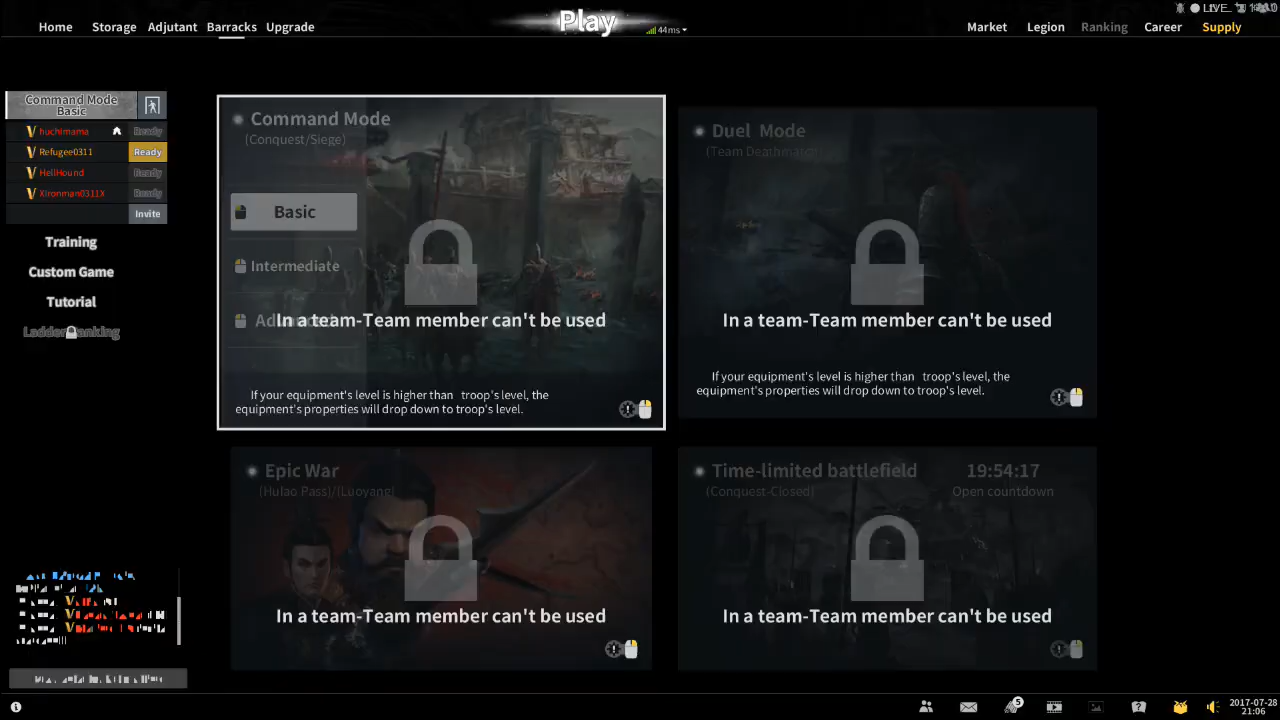 Home Storage Adjutant Barracks Upgrade
Play
44ms
Market Legion Ranking Career Supply
LIVE
Command Mode
Basic
huchimama Ready
Refugee0311 Ready
HellHound Ready
XIronman0311X Ready
Invite
Training
Custom Game
Tutorial
Ladder Ranking
Command Mode
(Conquest/Siege)
Basic
Intermediate
Advanced
In a team-Team member can't be used
If your equipment's level is higher than troop's level, the
equipment's properties will drop down to troop's level.
Duel Mode
(Team Deathmatch)
In a team-Team member can't be used
If your equipment's level is higher than troop's level, the
equipment's properties will drop down to troop's level.
Epic War
(Hulao Pass)/(Luoyang)
In a team-Team member can't be used
Time-limited battlefield 19:54:17
(Conquest-Closed) Open countdown
In a team-Team member can't be used
5
2017-07-28
21:06